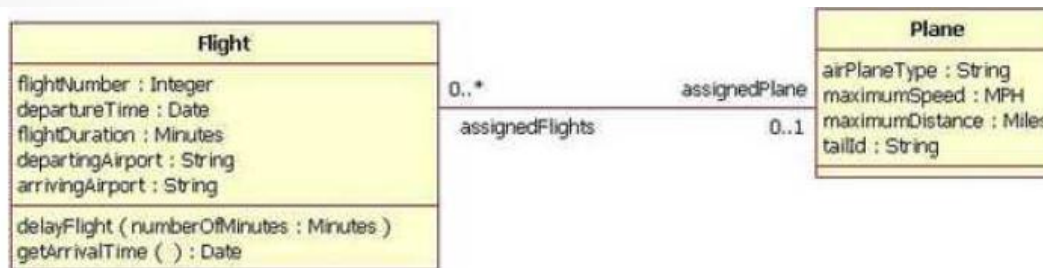 Flight
flightNumber : Integer
departureTime : Date
flightDuration : Minutes
departingAirport : String
arrivingAirport : String
delayFlight ( numberOfMinutes : Minutes )
getArrivalTime ( ) : Date
0..*
assignedFlights
assignedPlane
0..1
Plane
airPlaneType : String
maximumSpeed : MPH
maximumDistance : Miles
tailId : String